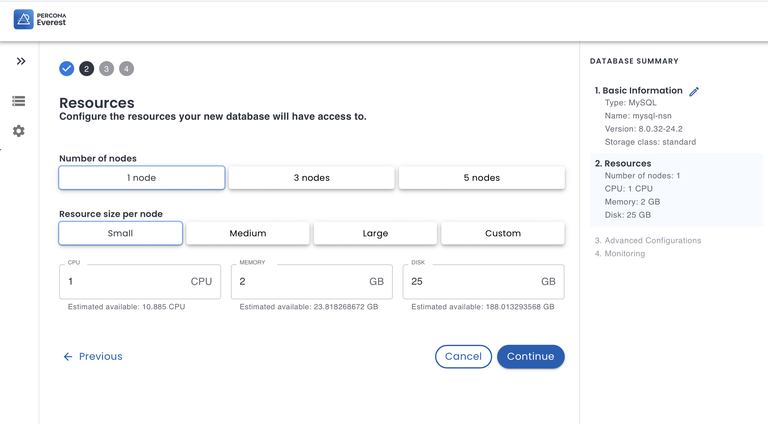 PERCONA
Everest
2 3 4
Resources
Configure the resources your new database will have access to.
Number of nodes
1 node 3 nodes 5 nodes
Resource size per node
Small Medium Large Custom
CPU MEMORY DISK
1 CPU 2 GB 25 GB
Estimated available: 10.885 CPU Estimated available: 23.818268672 GB Estimated available: 188.013293568 GB
Previous Cancel Continue
DATABASE SUMMARY
1. Basic Information
Type: MySQL
Name: mysql-nsn
Version: 8.0.32-24.2
Storage class: standard
2. Resources
Number of nodes: 1
CPU: 1 CPU
Memory: 2 GB
Disk: 25 GB
3. Advanced Configurations
4. Monitoring